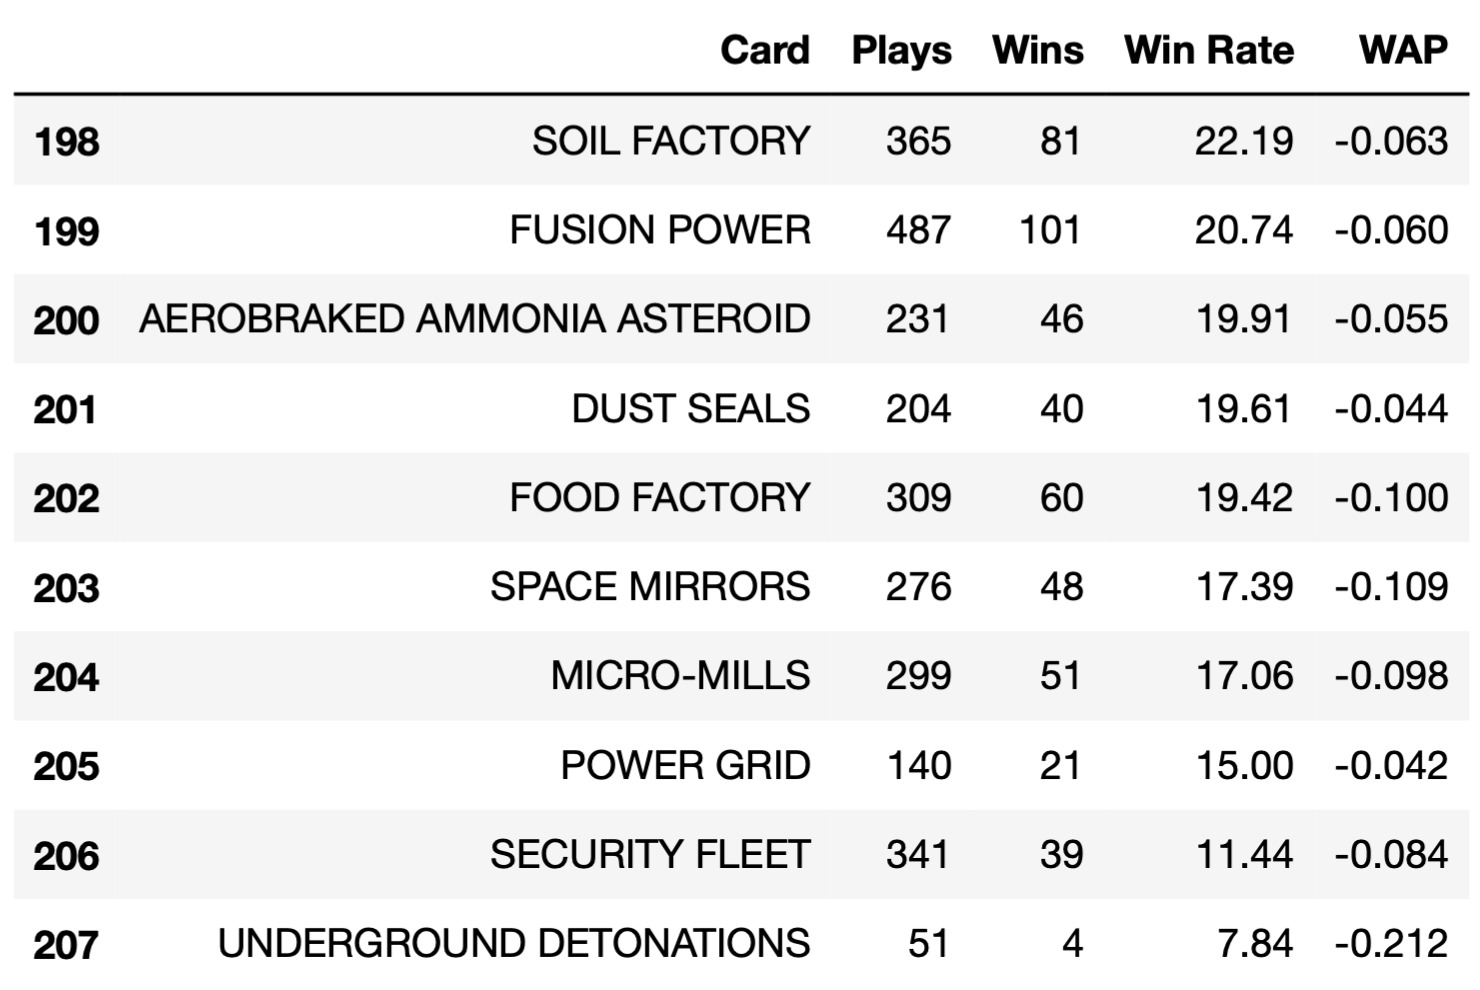 Card Plays Wins Win Rate WAP
198 SOIL FACTORY 365 81 22.19 -0.063
199 FUSION POWER 487 101 20.74 -0.060
200 AEROBRAKED AMMONIA ASTEROID 231 46 19.91 -0.055
201 DUST SEALS 204 40 19.61 -0.044
202 FOOD FACTORY 309 60 19.42 -0.100
203 SPACE MIRRORS 276 48 17.39 -0.109
204 MICRO-MILLS 299 51 17.06 -0.098
205 POWER GRID 140 21 15.00 -0.042
206 SECURITY FLEET 341 39 11.44 -0.084
207 UNDERGROUND DETONATIONS 51 4 7.84 -0.212